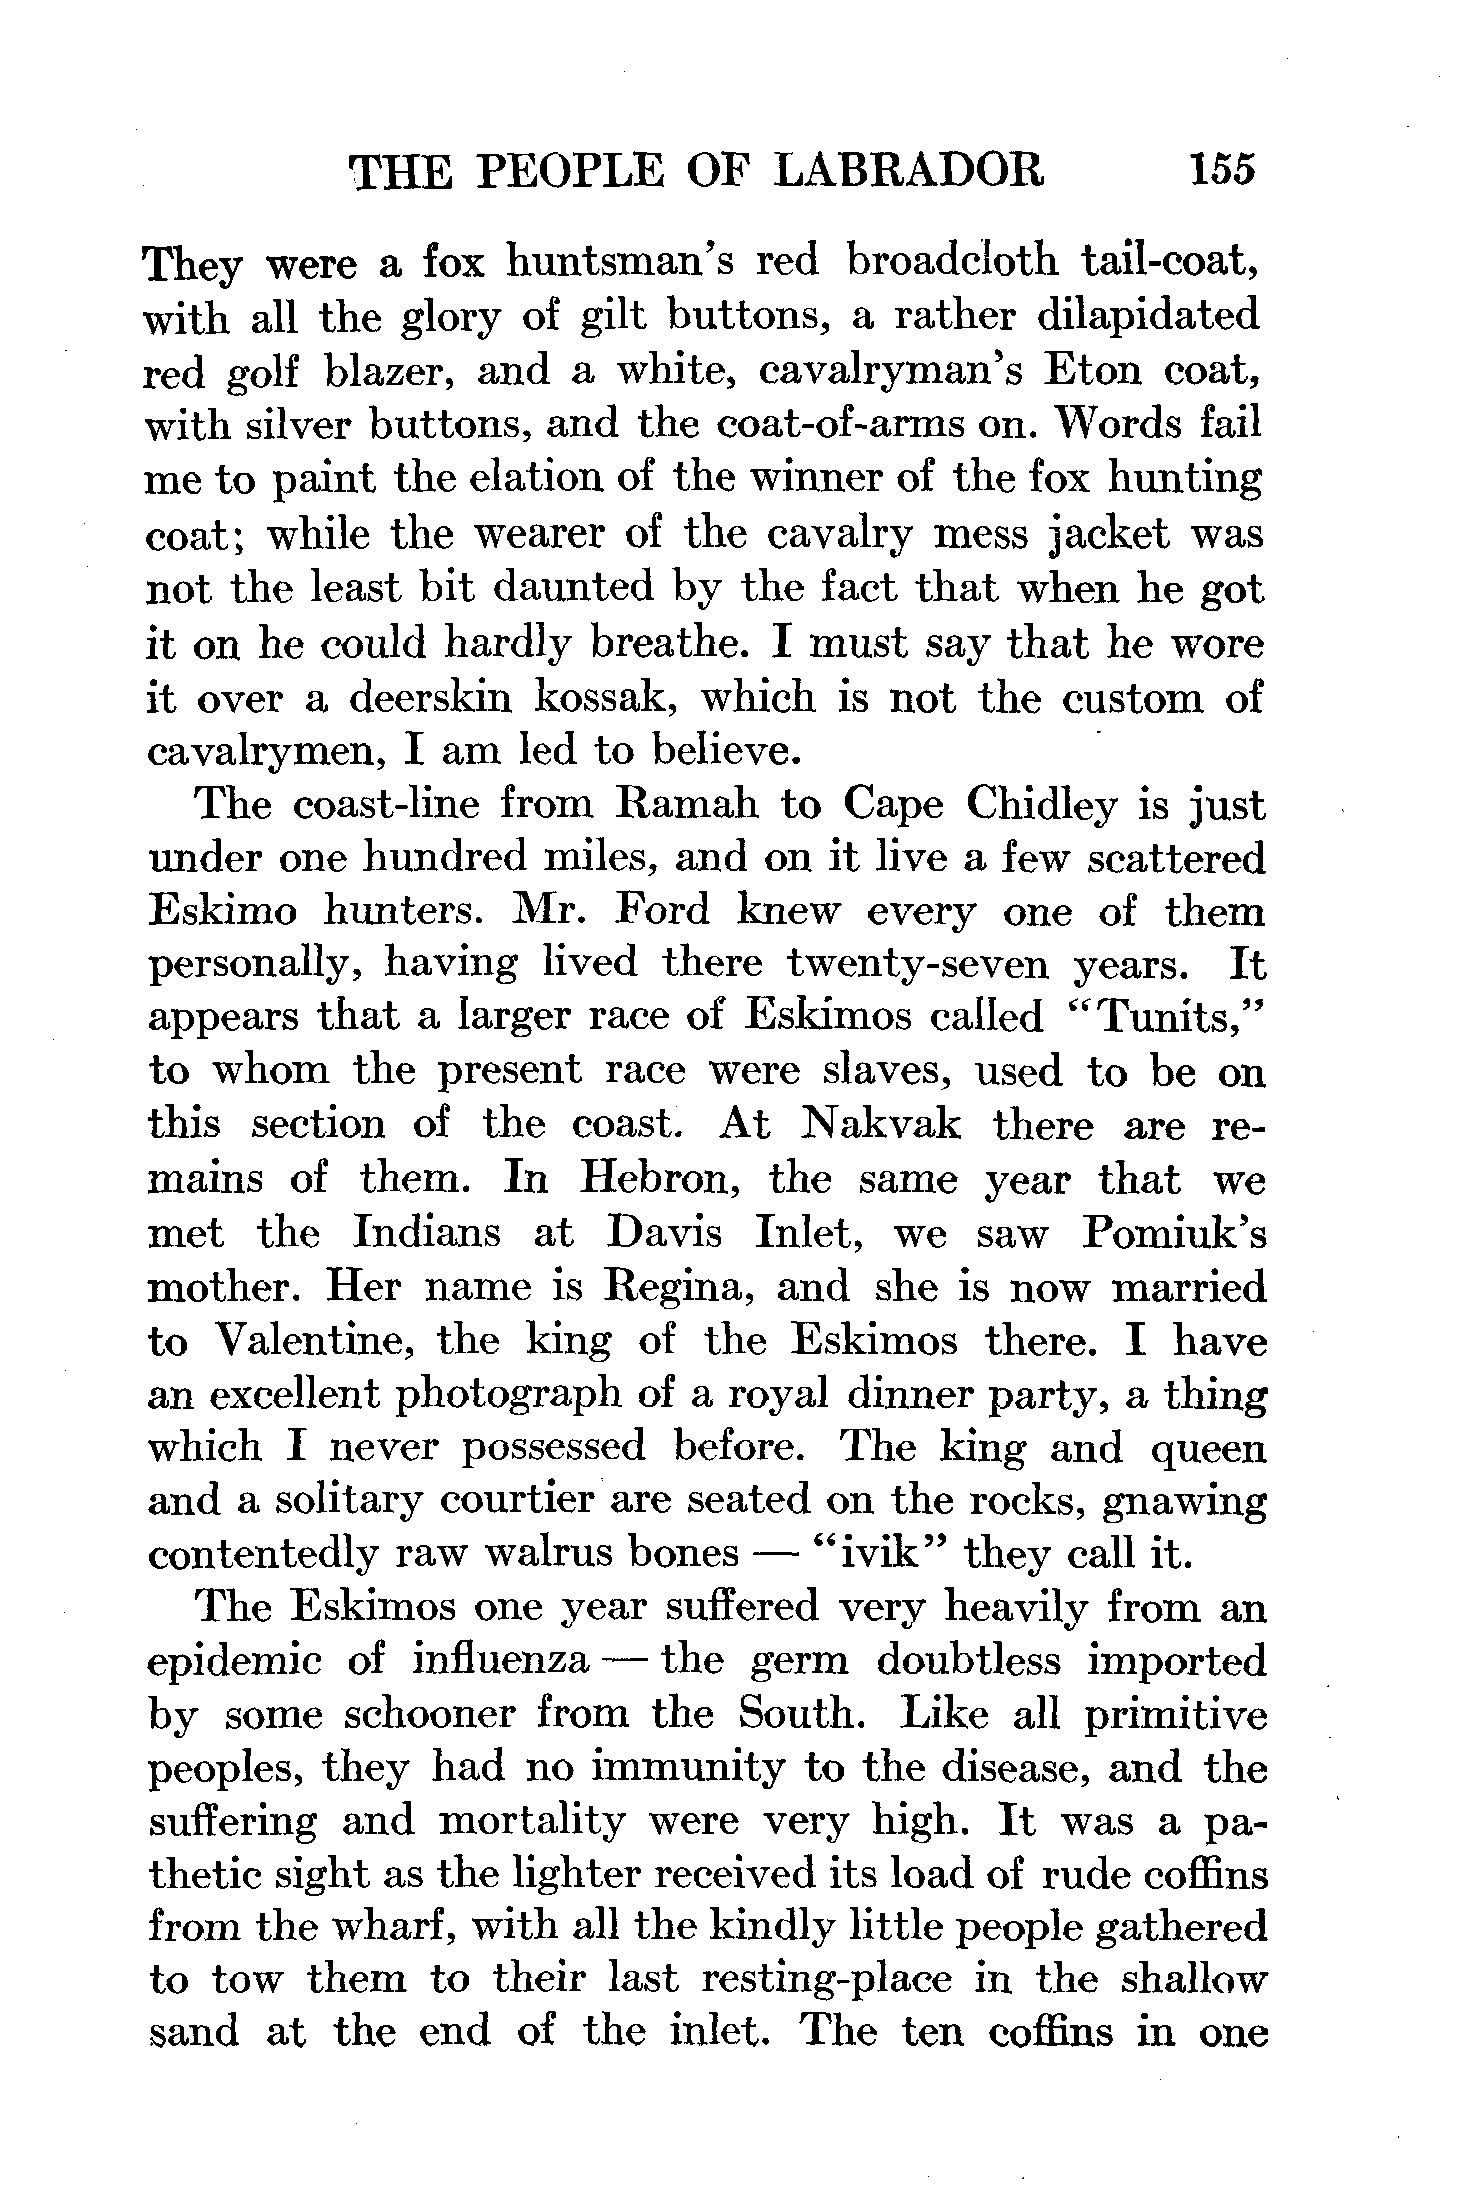 THE PEOPLE OF LABRADOR 155
They were a fox huntsman's red broadcloth tail-coat,
with all the glory of gilt buttons, a rather dilapidated
red golf blazer, and a white, cavalryman's Eton coat,
with silver buttons, and the coat-of-arms on. Words fail
me to paint the elation of the winner of the fox hunting
coat; while the wearer of the cavalry mess jacket was
not the least bit daunted by the fact that when he got
it on he could hardly breathe. I must say that he wore
it over a deerskin kossak, which is not the custom of
cavalrymen, I am led to believe.
The coast-line from Ramah to Cape Chidley is just
under one hundred miles, and on it live a few scattered
Eskimo hunters. Mr. Ford knew every one of them
personally, having lived there twenty-seven years. It
appears that a larger race of Eskimos called "Tunits,"
to whom the present race were slaves, used to be on
this section of the coast. At Nakvak there are re-
mains of them. In Hebron, the same year that we
met the Indians at Davis Inlet, we saw Pomiuk's
mother. Her name is Regina, and she is now married
to Valentine, the king of the Eskimos there. I have
an excellent photograph of a royal dinner party, a thing
which I never possessed before. The king and queen
and a solitary courtier are seated on the rocks, gnawing
contentedly raw walrus bones — "ivik" they call it.
The Eskimos one year suffered very heavily from an
epidemic of influenza — the germ doubtless imported
by some schooner from the South. Like all primitive
peoples, they had no immunity to the disease, and the
suffering and mortality were very high. It was a pa-
thetic sight as the lighter received its load of rude coffins
from the wharf, with all the kindly little people gathered
to tow them to their last resting-place in the shallow
sand at the end of the inlet. The ten coffins in one